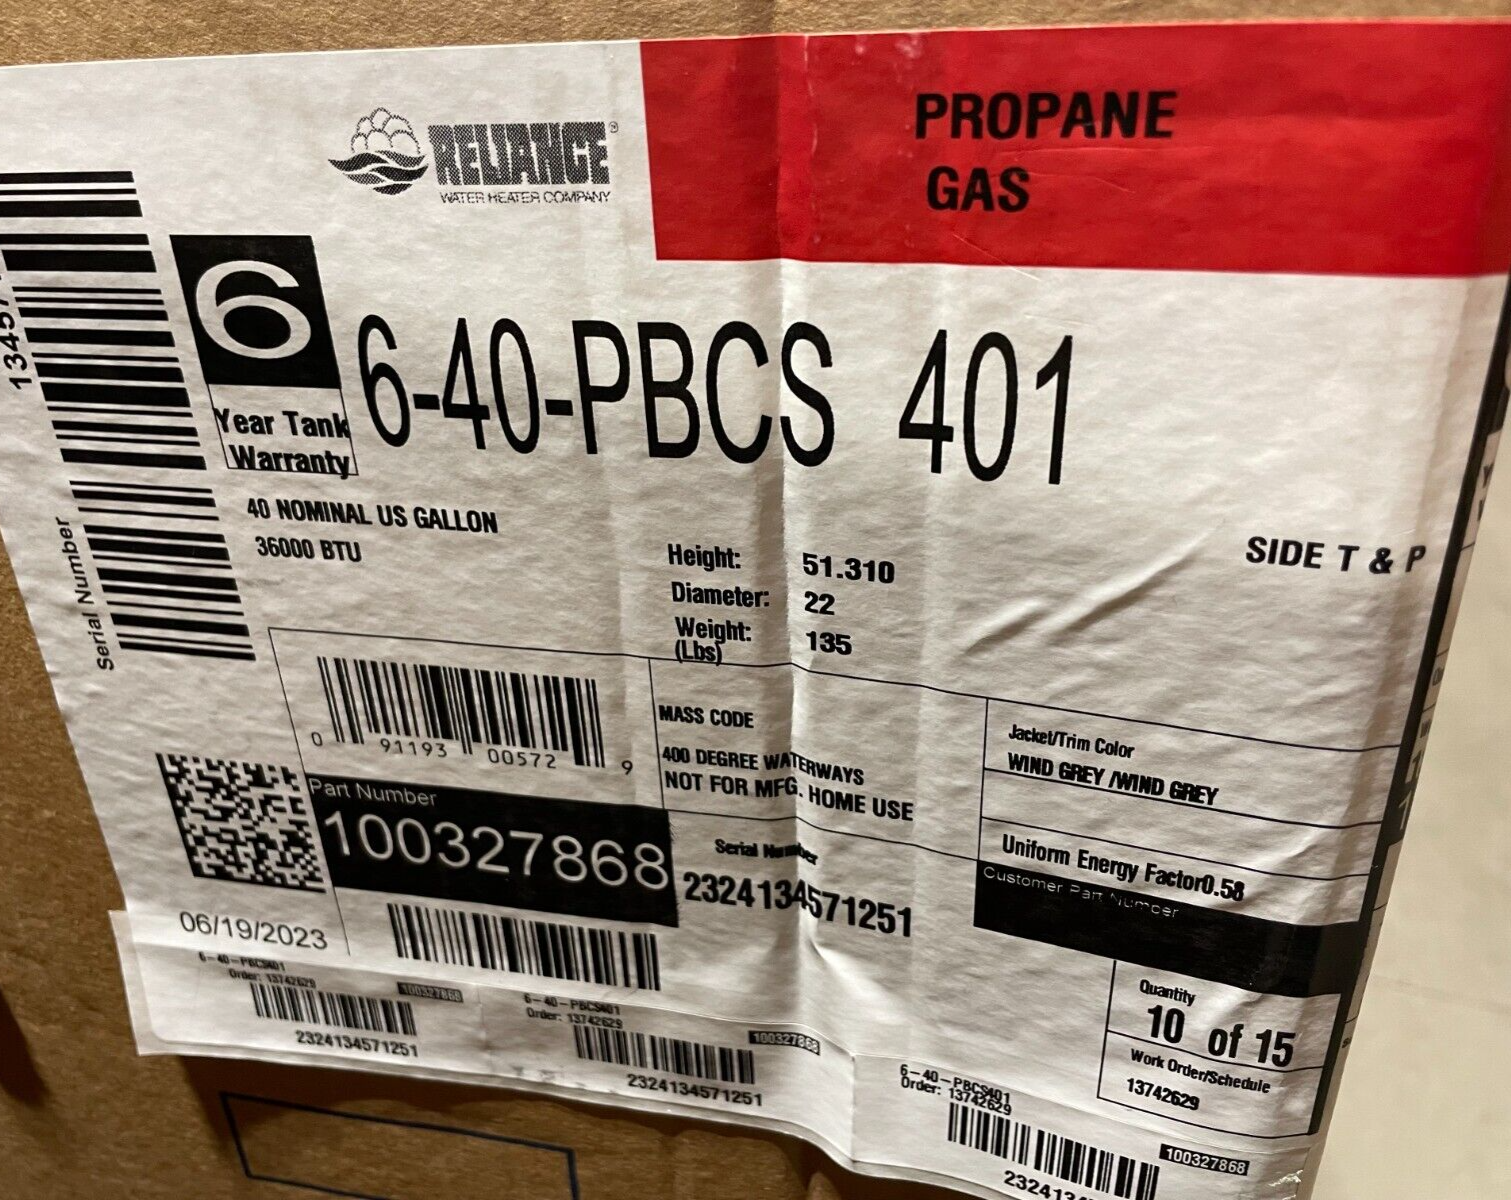 RELIANCE®
WATER HEATER COMPANY
PROPANE
GAS
6
Year Tank
Warranty
6-40-PBCS 401
40 NOMINAL US GALLON
36000 BTU
Height: 51.310
Diameter: 22
Weight: 135
(Lbs)
SIDE T & P
Serial Number
0 91193 00572 9
MASS CODE
400 DEGREE WATERWAYS
NOT FOR MFG. HOME USE
Jacket/Trim Color
WIND GREY /WIND GREY
Part Number
100327868
Serial Number
2324134571251
Uniform Energy Factor0.58
Customer Part Number
06/19/2023
Quantity
10 of 15
Work Order/Schedule
13742629
6-40-PBCS401
Order: 13742629
100327868
2324134571251
6-40-PBCS401
Order: 13742629
100327868
2324134571251
6-40-PBCS401
Order: 13742629
100327868